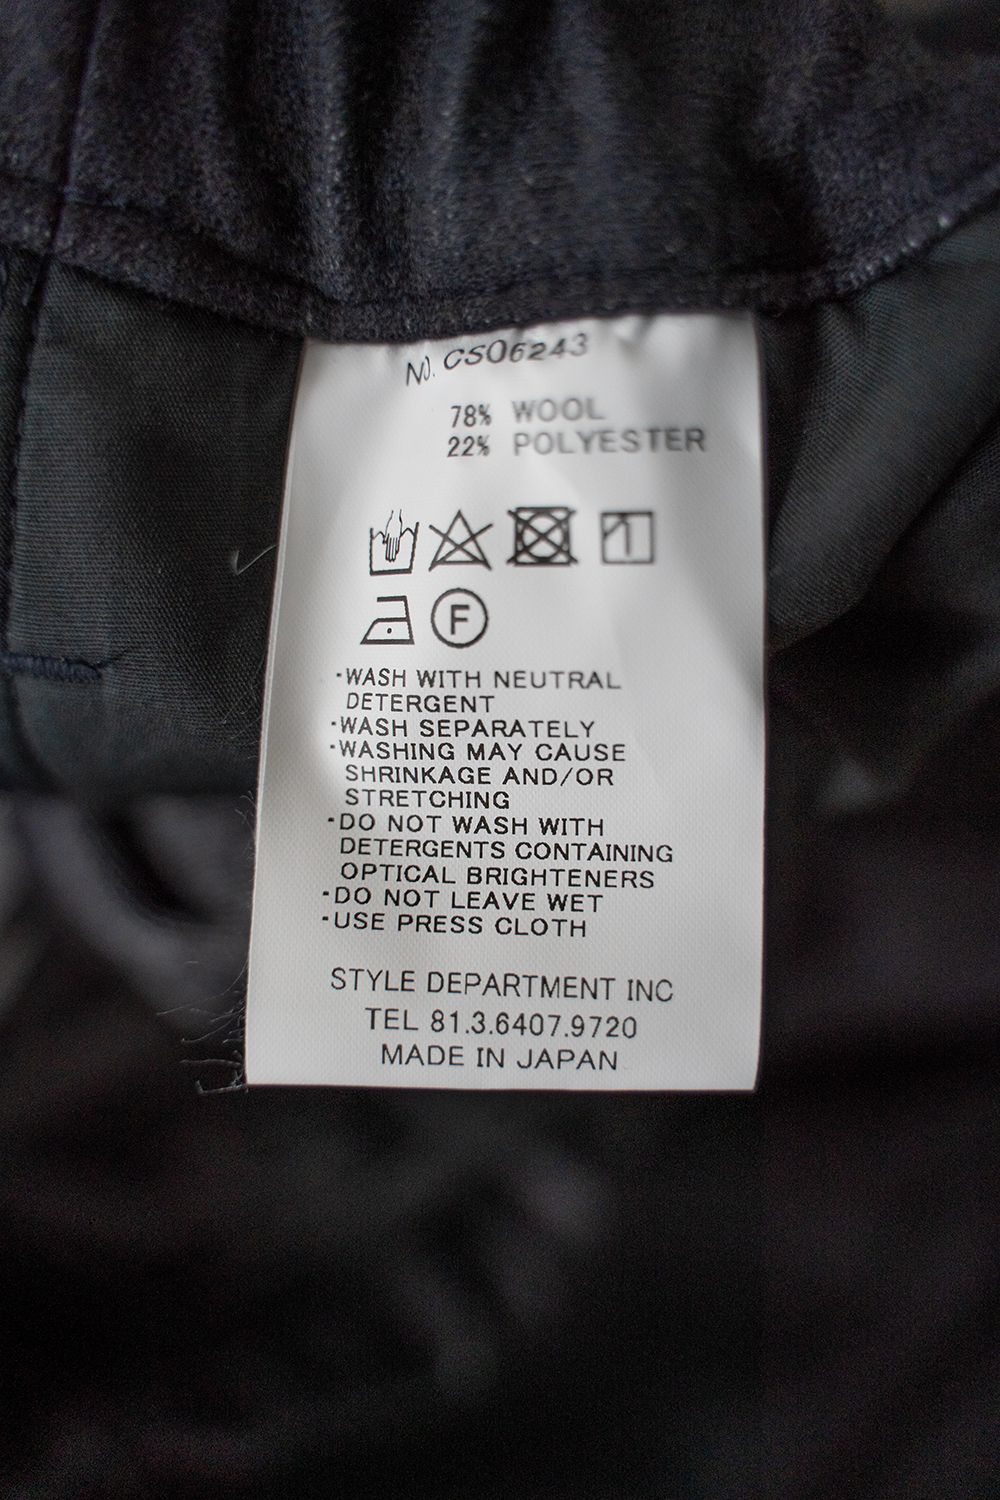 NO. CS06243
78% WOOL
22% POLYESTER
F
·WASH WITH NEUTRAL
DETERGENT
·WASH SEPARATELY
·WASHING MAY CAUSE
SHRINKAGE AND/OR
STRETCHING
·DO NOT WASH WITH
DETERGENTS CONTAINING
OPTICAL BRIGHTENERS
·DO NOT LEAVE WET
·USE PRESS CLOTH
STYLE DEPARTMENT INC
TEL 81.3.6407.9720
MADE IN JAPAN